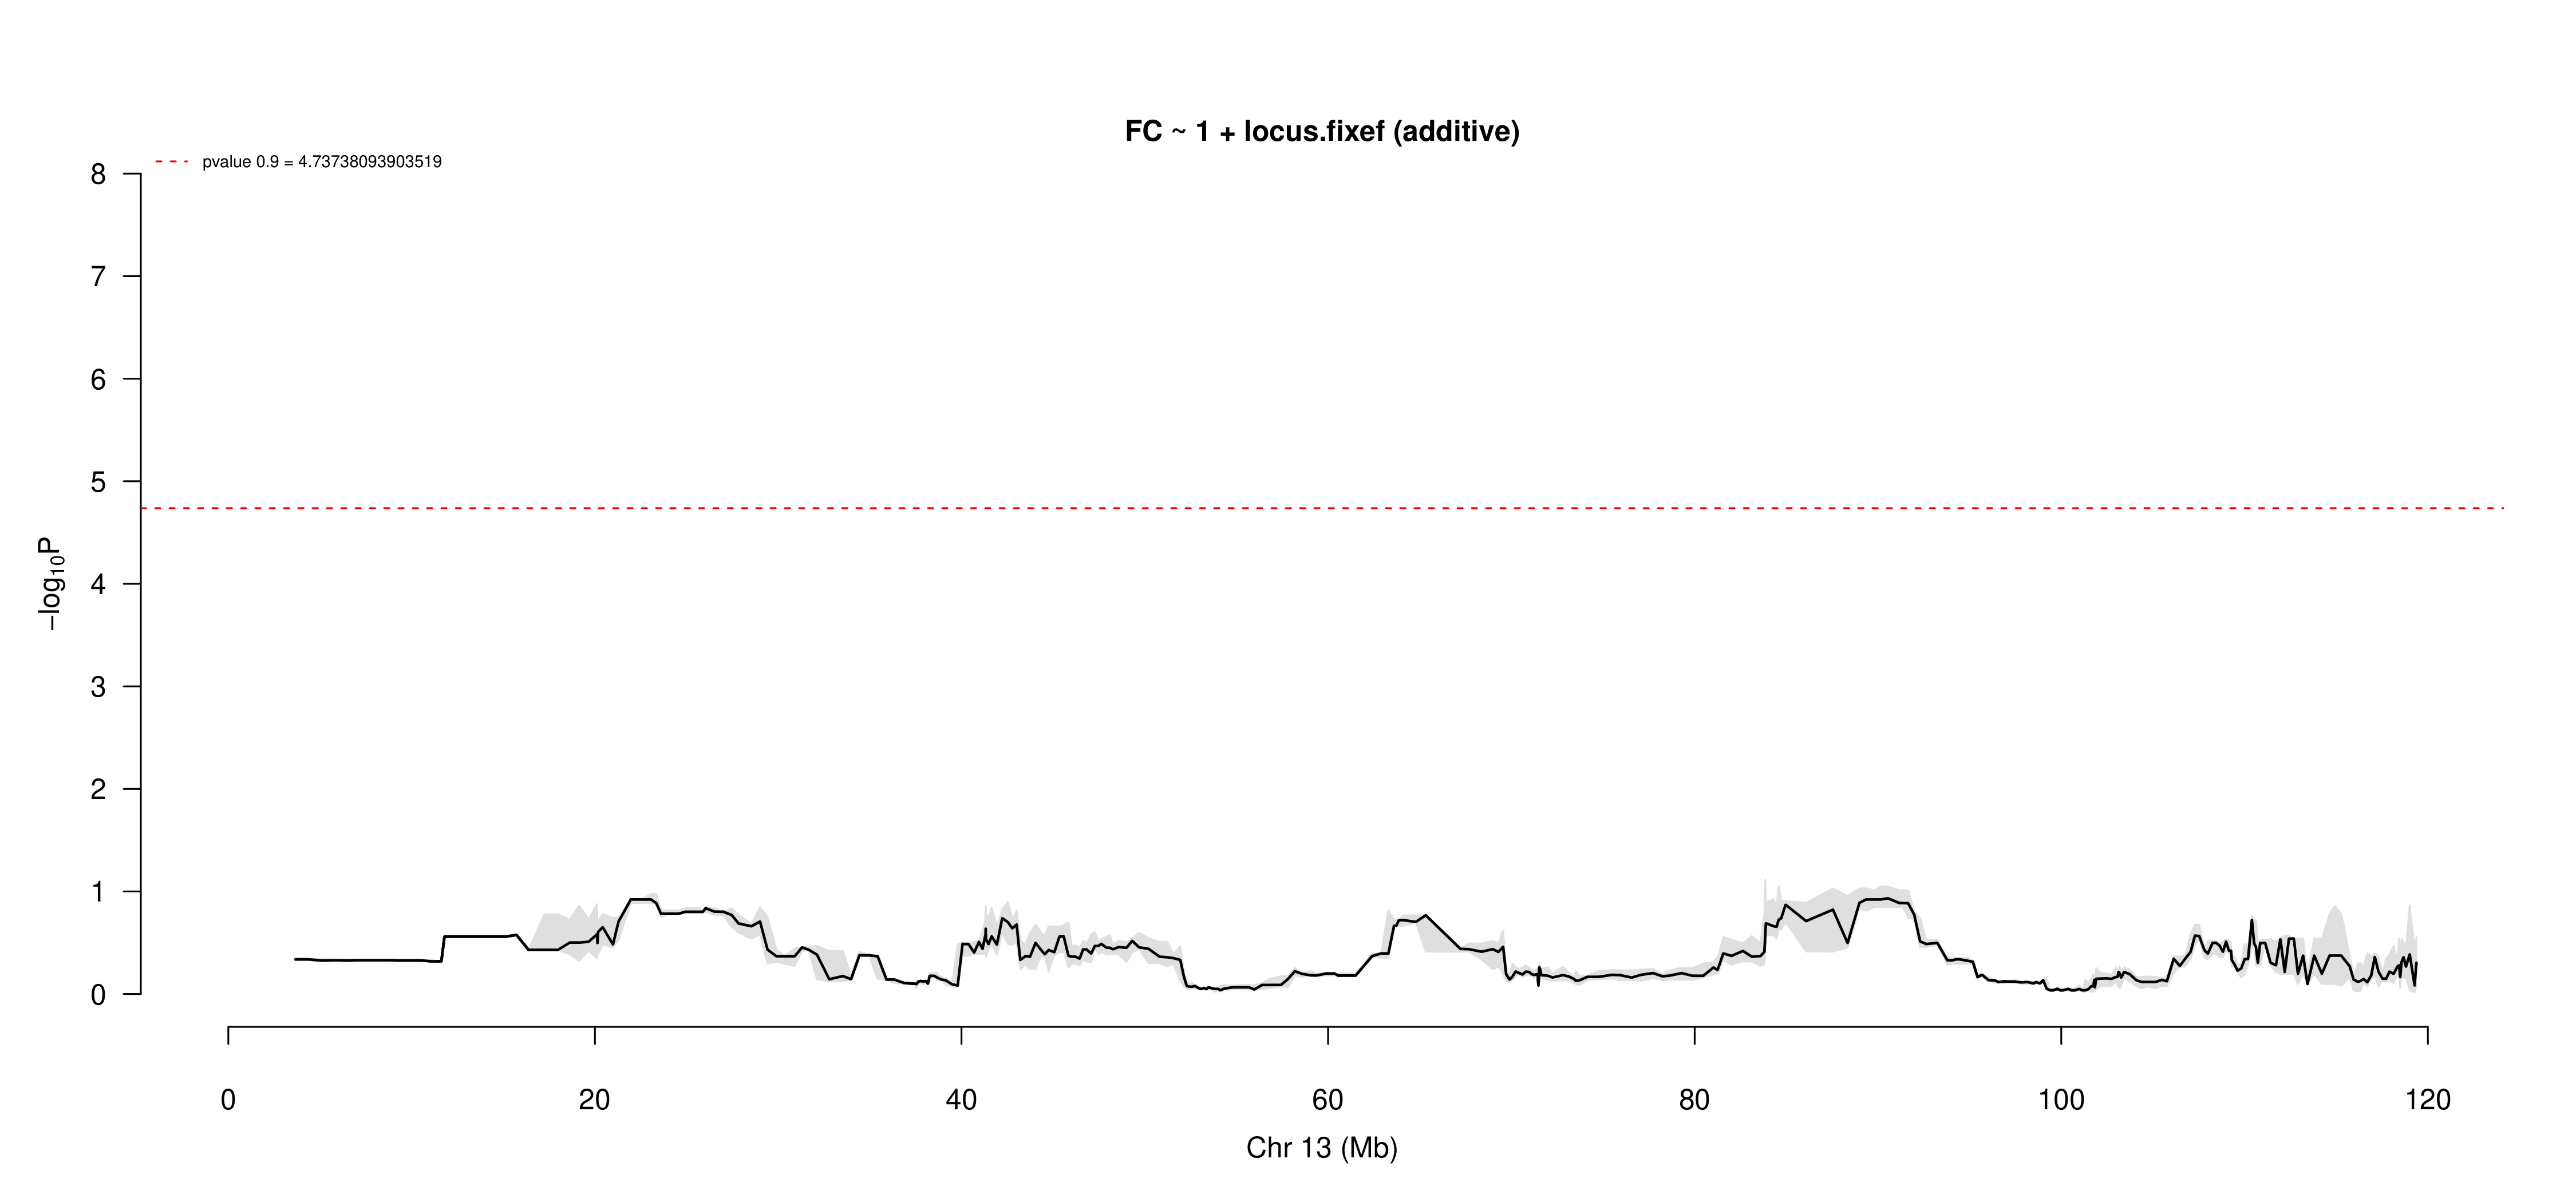 FC ~ 1 + locus.fixef (additive)
pvalue 0.9 = 4.73738093903519
8
7
6
5
4
3
2
1
0
−log₁₀P
0 20 40 60 80 100 120
Chr 13 (Mb)